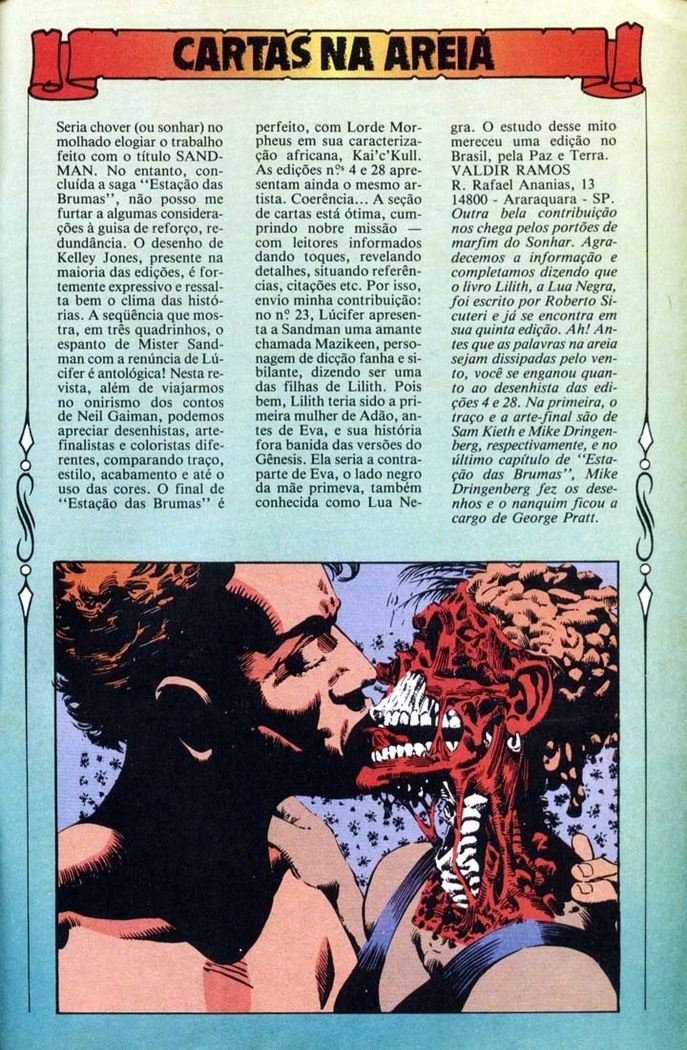 CARTAS NA AREIA
Seria chover (ou sonhar) no
molhado elogiar o trabalho
feito com o título SAND-
MAN. No entanto, con-
cluída a saga “Estação das
Brumas”, não posso me
furtar a algumas considera-
ções à guisa de reforço, re-
dundância. O desenho de
Kelley Jones, presente na
maioria das edições, é for-
temente expressivo e ressal-
ta bem o clima das histó-
rias. A seqüência que mos-
tra, em três quadrinhos, o
espanto de Mister Sand-
man com a renúncia de Lú-
cifer é antológica! Nesta re-
vista, além de viajarmos
no onirismo dos contos
de Neil Gaiman, podemos
apreciar desenhistas, arte-
finalistas e coloristas dife-
rentes, comparando traço,
estilo, acabamento e até o
uso das cores. O final de
“Estação das Brumas” é
perfeito, com Lorde Mor-
pheus em sua caracteriza-
ção africana, Kai’c’Kull.
As edições nºs 4 e 28 apre-
sentam ainda o mesmo ar-
tista. Coerência... A seção
de cartas está ótima, cum-
prindo nobre missão —
com leitores informados
dando toques, revelando
detalhes, situando referên-
cias, citações etc. Por isso,
envio minha contribuição:
no nº 23, Lúcifer apresen-
ta a Sandman uma amante
chamada Mazikeen, perso-
nagem de dicção fanha e si-
bilante, dizendo ser uma
das filhas de Lilith. Pois
bem, Lilith teria sido a pri-
meira mulher de Adão, an-
tes de Eva, e sua história
fora banida das versões do
Gênesis. Ela seria a contra-
parte de Eva, o lado negro
da mãe primeva, também
conhecida como Lua Ne-
gra. O estudo desse mito
mereceu uma edição no
Brasil, pela Paz e Terra.
VALDIR RAMOS
R. Rafael Ananias, 13
14800 - Araraquara - SP.
Outra bela contribuição
nos chega pelos portões de
marfim do Sonhar. Agra-
decemos a informação e
completamos dizendo que
o livro Lilith, a Lua Negra,
foi escrito por Roberto Si-
cuteri e já se encontra em
sua quinta edição. Ah! An-
tes que as palavras na areia
sejam dissipadas pelo ven-
to, você se enganou quan-
to ao desenhista das edi-
ções 4 e 28. Na primeira, o
traço e a arte-final são de
Sam Kieth e Mike Dringen-
berg, respectivamente, e no
último capítulo de “Esta-
ção das Brumas”, Mike
Dringenberg fez os dese-
nhos e o nanquim ficou a
cargo de George Pratt.